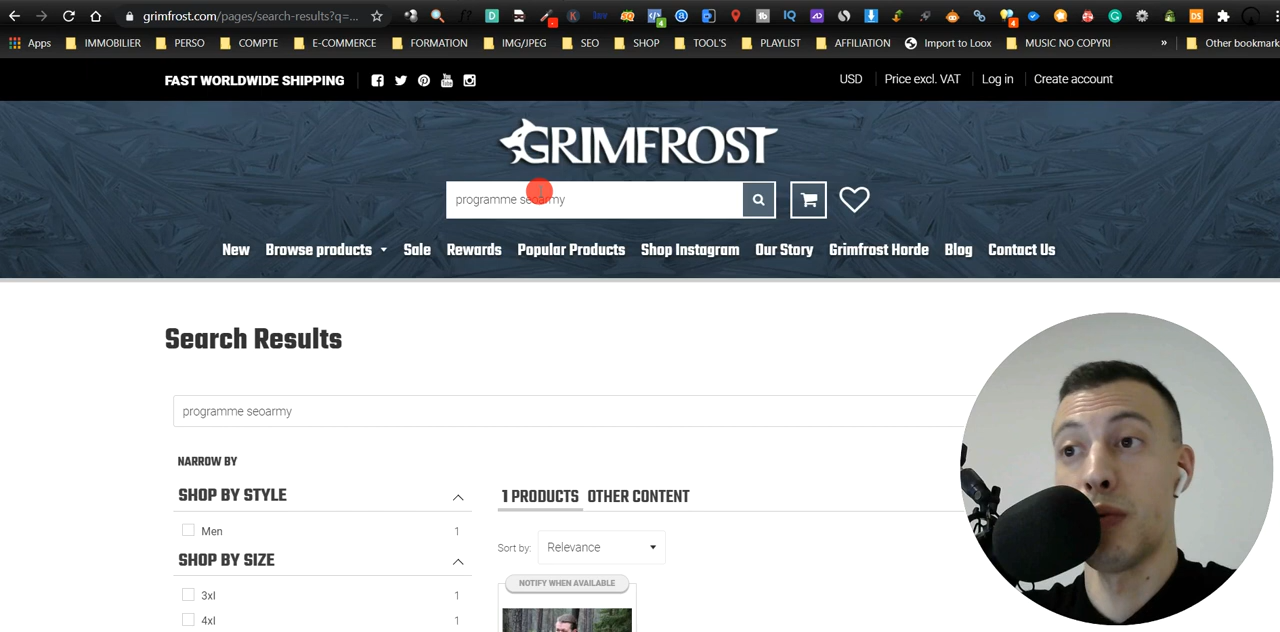 grimfrost.com/pages/search-results?q=...
Apps IMMOBILIER PERSO COMPTE E-COMMERCE FORMATION IMG/JPEG SEO SHOP TOOL'S PLAYLIST AFFILIATION Import to Loox MUSIC NO COPYRI » Other bookmark
FAST WORLDWIDE SHIPPING USD Price excl. VAT Log in Create account
GRIMFROST
programme seoarmy
New Browse products Sale Rewards Popular Products Shop Instagram Our Story Grimfrost Horde Blog Contact Us
Search Results
programme seoarmy
NARROW BY
SHOP BY STYLE
1 PRODUCTS OTHER CONTENT
Men 1
Sort by: Relevance
SHOP BY SIZE
NOTIFY WHEN AVAILABLE
3xl 1
4xl 1